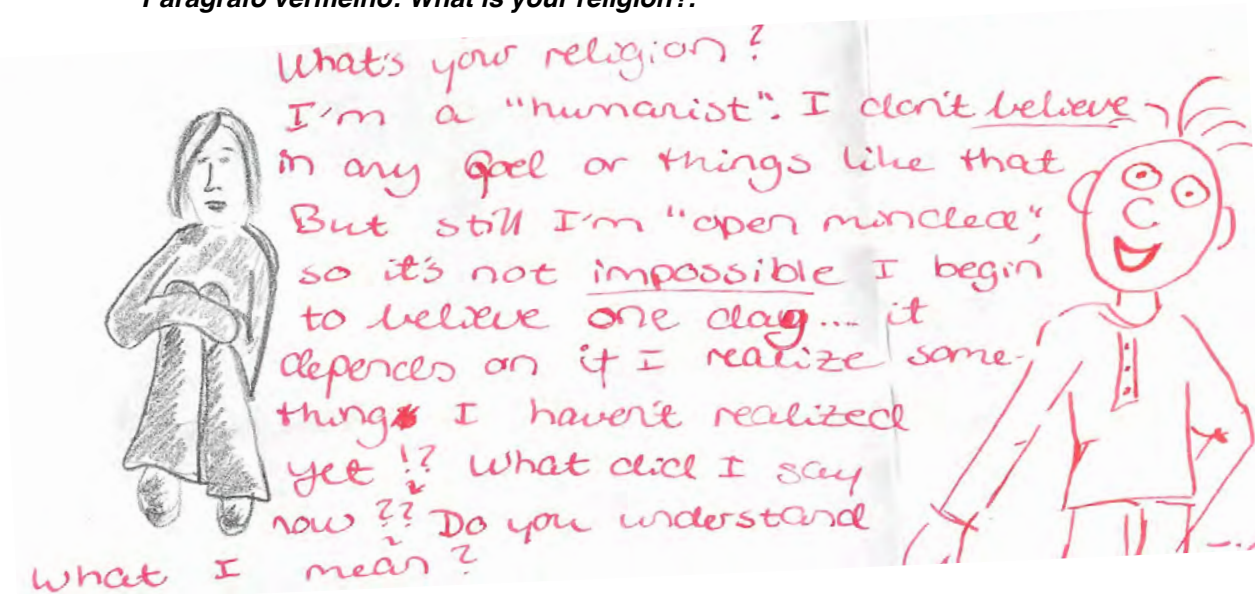 Parágrafo vermelho: What is your religion?:
What's your religion?
I'm a "humanist". I don't believe
in any God or things like that
But still I'm "open minded",
so it's not impossible I begin
to believe one day.... it
depends on if I realize some-
thing I haven't realized
yet!? What did I say
now?? Do you understand
what I mean?